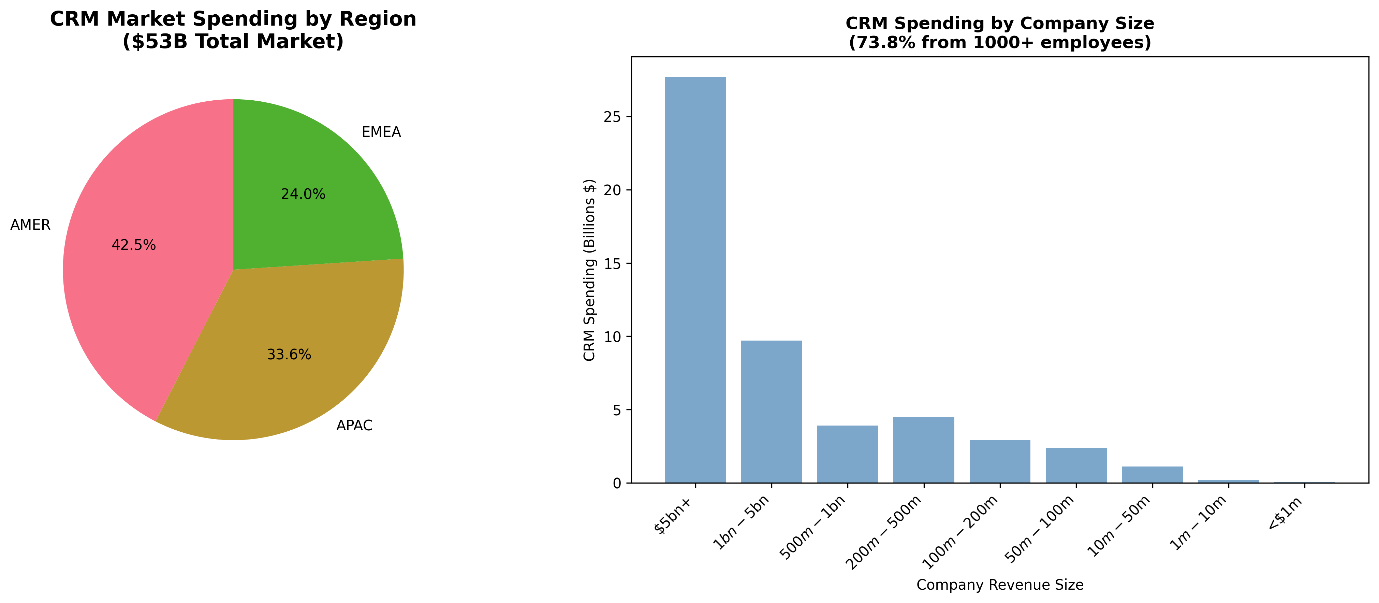 CRM Market Spending by Region
($53B Total Market)
EMEA
24.0%
AMER
42.5%
33.6%
APAC
CRM Spending by Company Size
(73.8% from 1000+ employees)
CRM Spending (Billions $)
25
20
15
10
5
0
$5bn+
1bn − 5bn
500m − 1bn
200m − 500m
100m − 200m
50m − 100m
10m − 50m
1m − 10m
<$1m
Company Revenue Size